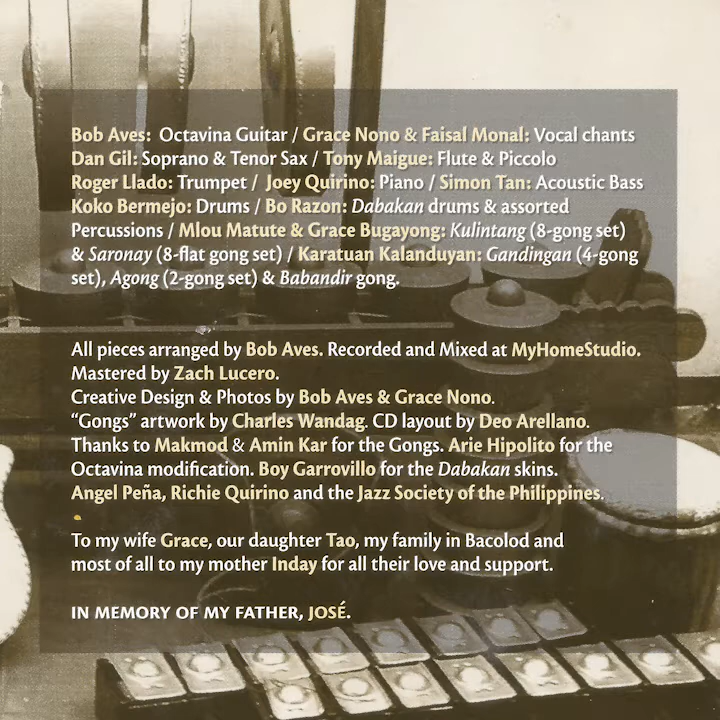 Bob Aves: Octavina Guitar / Grace Nono & Faisal Monal: Vocal chants
Dan Gil: Soprano & Tenor Sax / Tony Maigue: Flute & Piccolo
Roger Llado: Trumpet / Joey Quirino: Piano / Simon Tan: Acoustic Bass
Koko Bermejo: Drums / Bo Razon: Dabakan drums & assorted
Percussions / Mlou Matute & Grace Bugayong: Kulintang (8-gong set)
& Saronay (8-flat gong set) / Karatuan Kalanduyan: Gandingan (4-gong
set), Agong (2-gong set) & Babandir gong.
All pieces arranged by Bob Aves. Recorded and Mixed at MyHomeStudio.
Mastered by Zach Lucero.
Creative Design & Photos by Bob Aves & Grace Nono.
“Gongs” artwork by Charles Wandag. CD layout by Deo Arellano.
Thanks to Makmod & Amin Kar for the Gongs. Arie Hipolito for the
Octavina modification. Boy Garrovillo for the Dabakan skins.
Angel Peña, Richie Quirino and the Jazz Society of the Philippines.
To my wife Grace, our daughter Tao, my family in Bacolod and
most of all to my mother Inday for all their love and support.
IN MEMORY OF MY FATHER, JOSÉ.